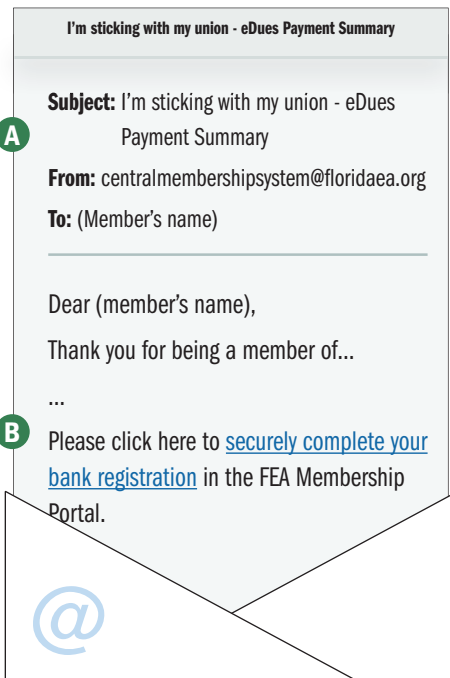 I'm sticking with my union - eDues Payment Summary
A
Subject: I'm sticking with my union - eDues
Payment Summary
From: centralmembershipsystem@floridaea.org
To: (Member's name)
Dear (member's name),
Thank you for being a member of...
...
B
Please click here to securely complete your
bank registration in the FEA Membership
Portal.
@